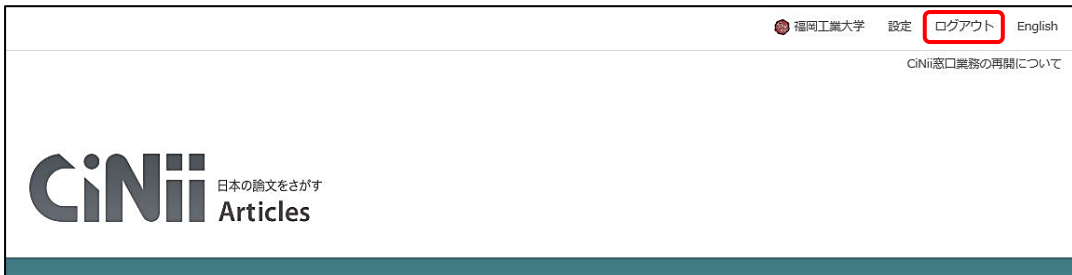 福岡工業大学 設定 ログアウト English
CiNii窓口業務の再開について
CiNii 日本の論文をさがす
Articles